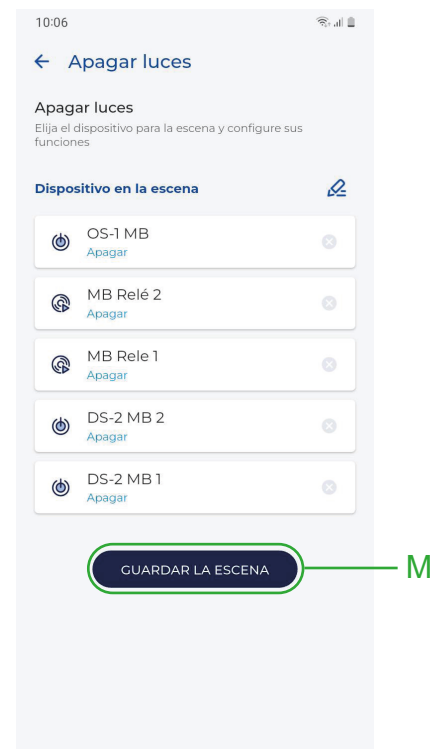 10:06
Apagar luces
Apagar luces
Elija el dispositivo para la escena y configure sus
funciones
Dispositivo en la escena
OS-1 MB
Apagar
MB Relé 2
Apagar
MB Rele 1
Apagar
DS-2 MB 2
Apagar
DS-2 MB 1
Apagar
GUARDAR LA ESCENA
M